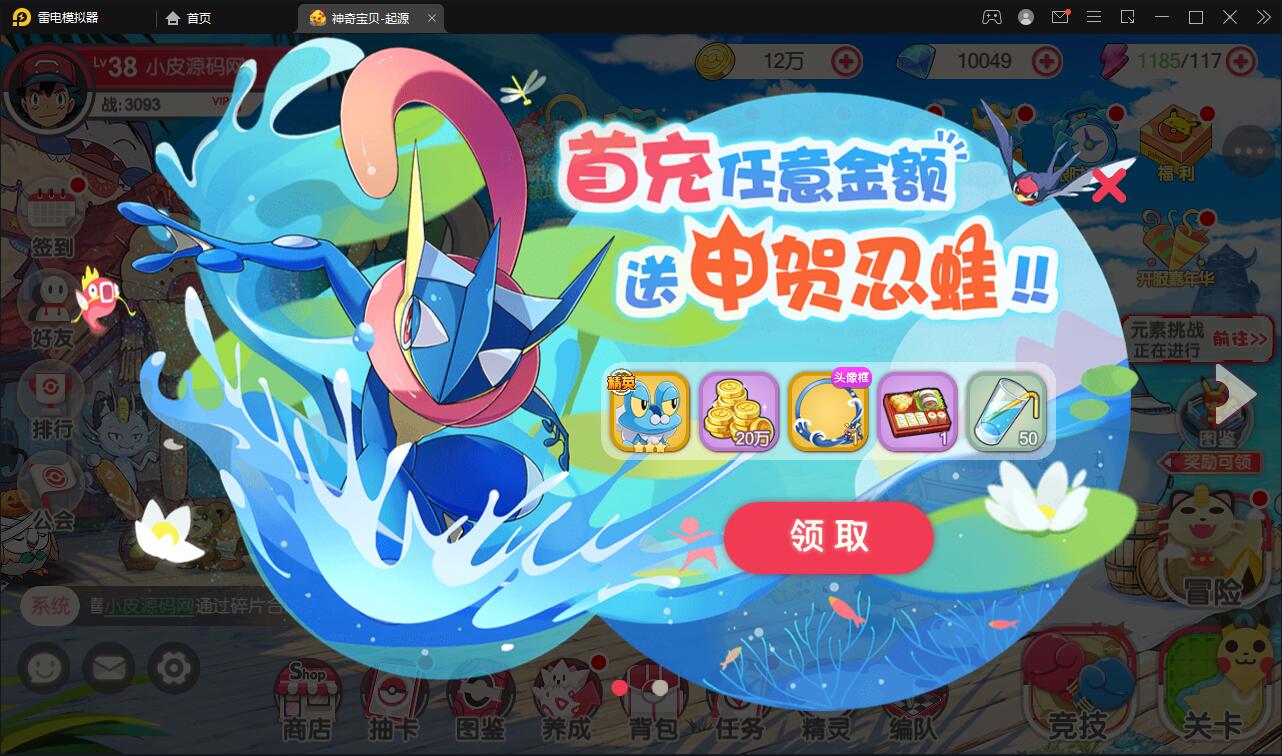 雷电模拟器
首页
神奇宝贝-起源
Lv38 小皮源码网
战:3093
VIP
12万
10049
1185/117
首充任意金额
送甲贺忍蛙!!
福利
签到
好友
排行
公会
开服嘉年华
元素挑战
正在进行
前往>>
图鉴
奖励可领
精英
20万
头像框
1
1
50
领取
冒险
系统
喜小皮源码网通过碎片合
Shop
商店
抽卡
图鉴
养成
背包
任务
精灵
编队
竞技
关卡